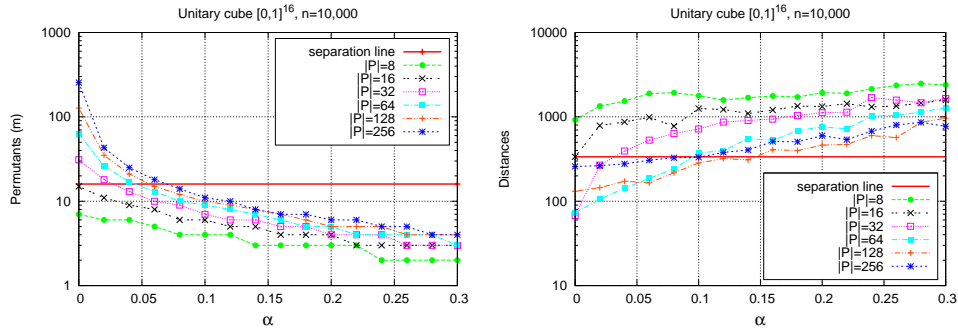 Unitary cube [0,1]^16, n=10,000
Permutants (m)
1000
100
10
1
separation line
|P|=8
|P|=16
|P|=32
|P|=64
|P|=128
|P|=256
0 0.05 0.1 0.15 0.2 0.25 0.3
α
Unitary cube [0,1]^16, n=10,000
Distances
10000
1000
100
10
separation line
|P|=8
|P|=16
|P|=32
|P|=64
|P|=128
|P|=256
0 0.05 0.1 0.15 0.2 0.25 0.3
α